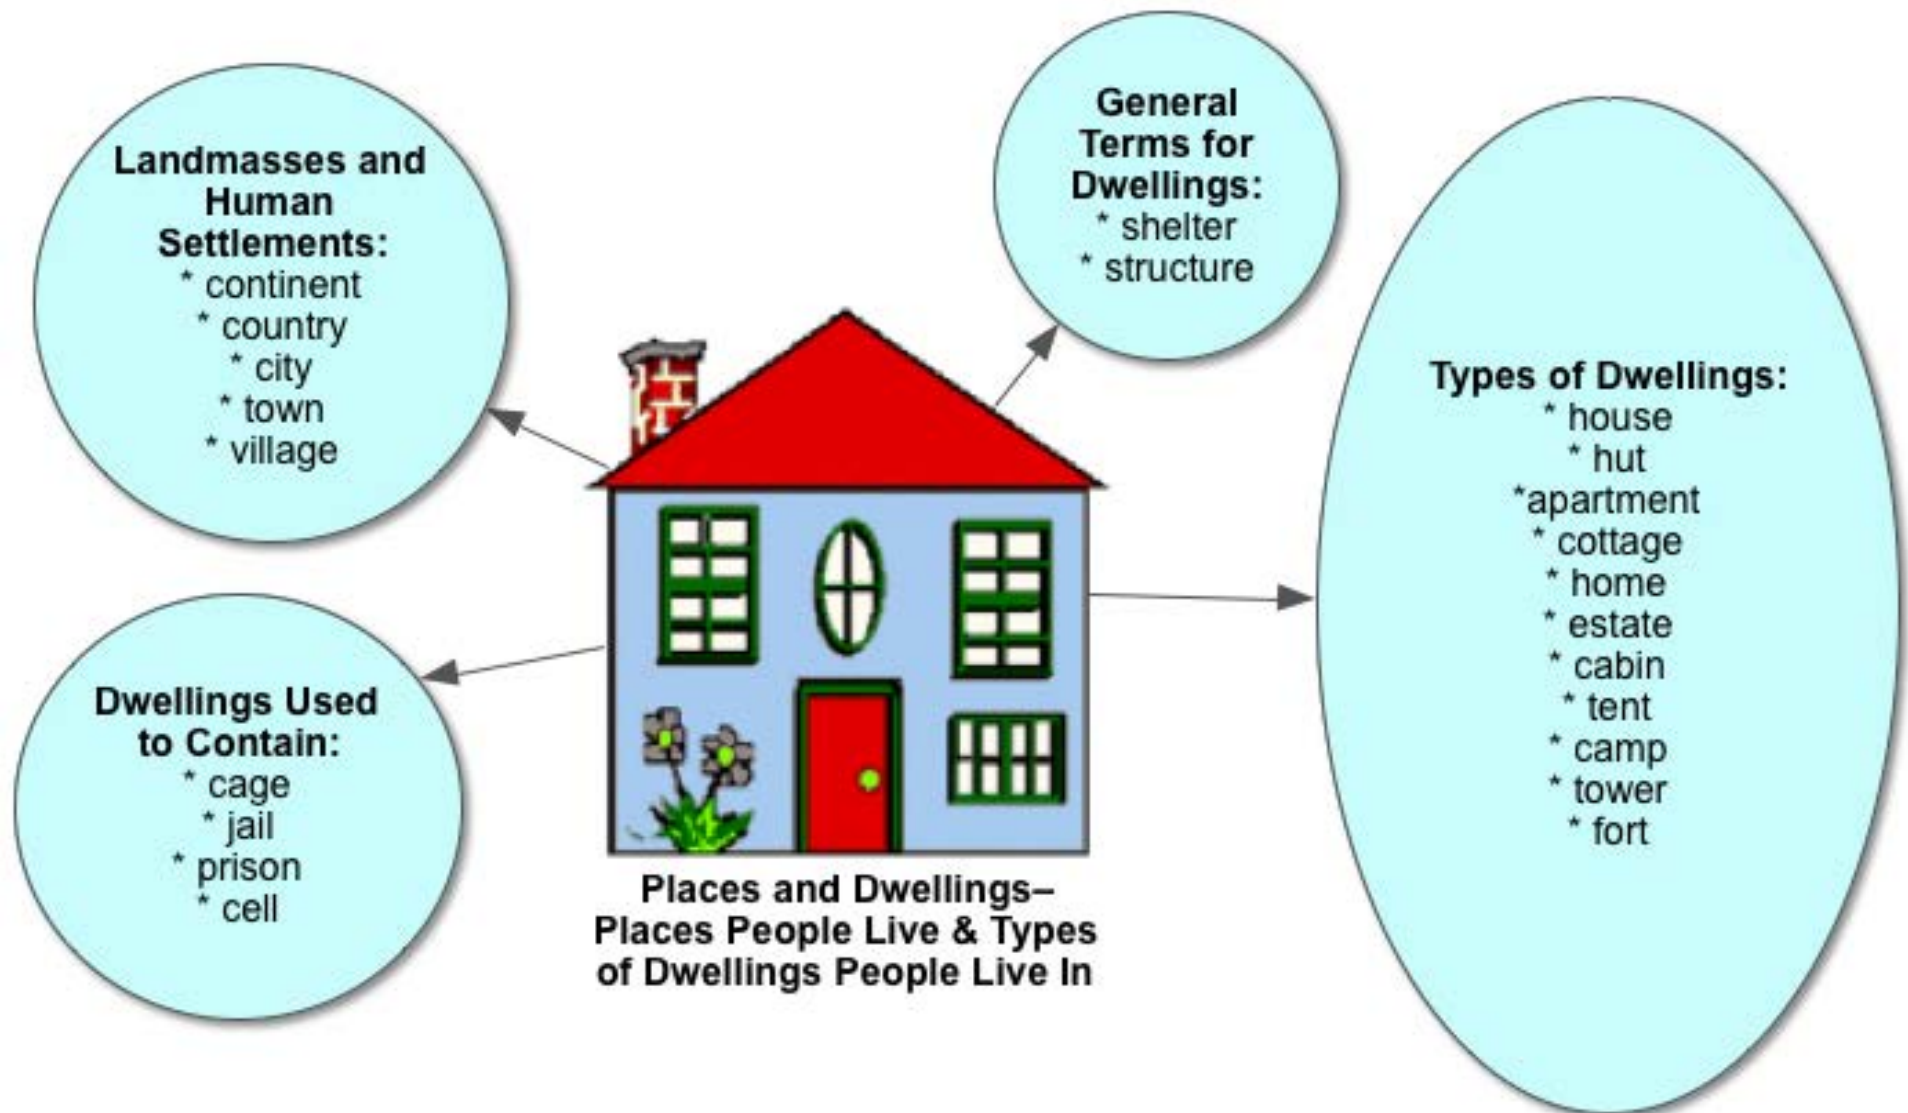 Landmasses and
Human
Settlements:
* continent
* country
* city
* town
* village
General
Terms for
Dwellings:
* shelter
* structure
Types of Dwellings:
* house
* hut
*apartment
* cottage
* home
* estate
* cabin
* tent
* camp
* tower
* fort
Dwellings Used
to Contain:
* cage
* jail
* prison
* cell
Places and Dwellings–
Places People Live & Types
of Dwellings People Live In